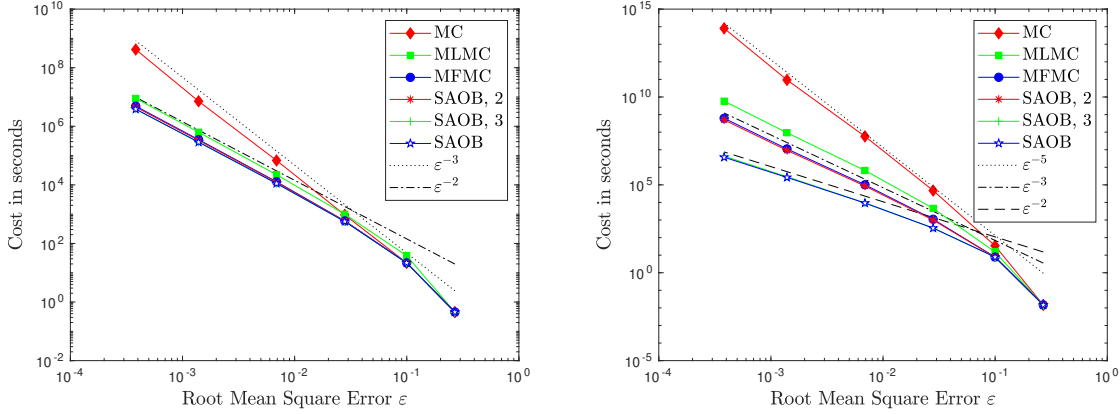 10^10
10^8
10^6
10^4
10^2
10^0
10^-2
Cost in seconds
MC
MLMC
MFMC
SAOB, 2
SAOB, 3
SAOB
ε^-3
ε^-2
10^-4
10^-3
10^-2
10^-1
10^0
Root Mean Square Error ε
10^15
10^10
10^5
10^0
10^-5
Cost in seconds
MC
MLMC
MFMC
SAOB, 2
SAOB, 3
SAOB
ε^-5
ε^-3
ε^-2
10^-4
10^-3
10^-2
10^-1
10^0
Root Mean Square Error ε